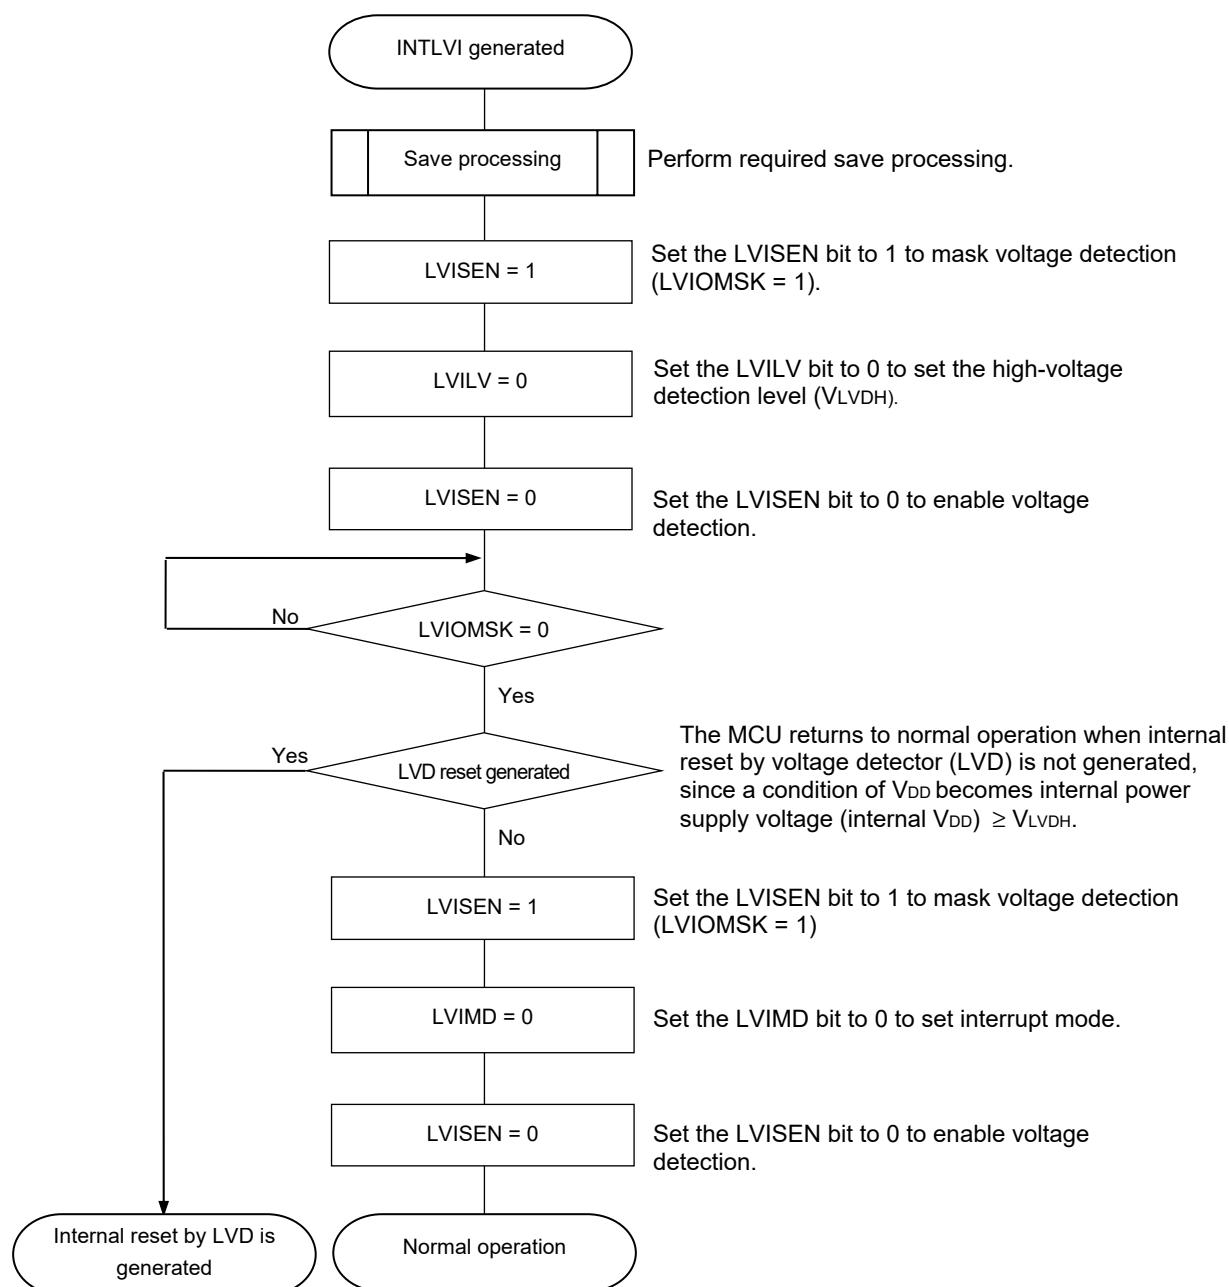 INTLVI generated
Save processing
Perform required save processing.
LVISEN = 1
Set the LVISEN bit to 1 to mask voltage detection
(LVIOMSK = 1).
LVILV = 0
Set the LVILV bit to 0 to set the high-voltage
detection level (VLVDH).
LVISEN = 0
Set the LVISEN bit to 0 to enable voltage
detection.
No
LVIOMSK = 0
Yes
Yes
LVD reset generated
The MCU returns to normal operation when internal
reset by voltage detector (LVD) is not generated,
since a condition of VDD becomes internal power
supply voltage (internal VDD) ≥ VLVDH.
No
LVISEN = 1
Set the LVISEN bit to 1 to mask voltage detection
(LVIOMSK = 1)
LVIMD = 0
Set the LVIMD bit to 0 to set interrupt mode.
LVISEN = 0
Set the LVISEN bit to 0 to enable voltage
detection.
Internal reset by LVD is
generated
Normal operation